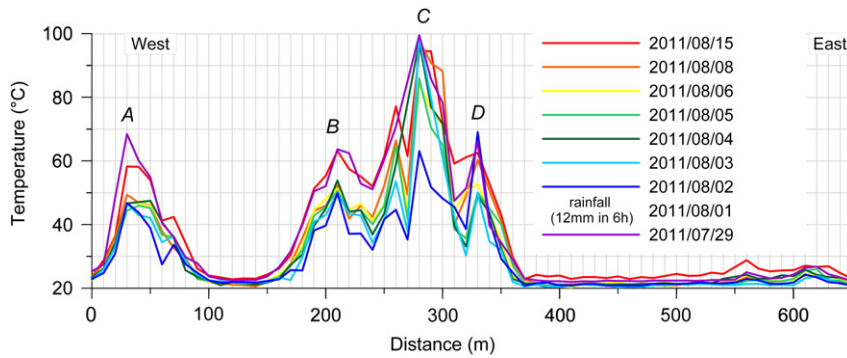 C
100
West
East
2011/08/15
2011/08/08
80
A
2011/08/06
B
D
2011/08/05
60
2011/08/04
2011/08/03
Temperature (°C)
40
2011/08/02
rainfall
(12mm in 6h)
2011/08/01
2011/07/29
20
0 100 200 300 400 500 600
Distance (m)